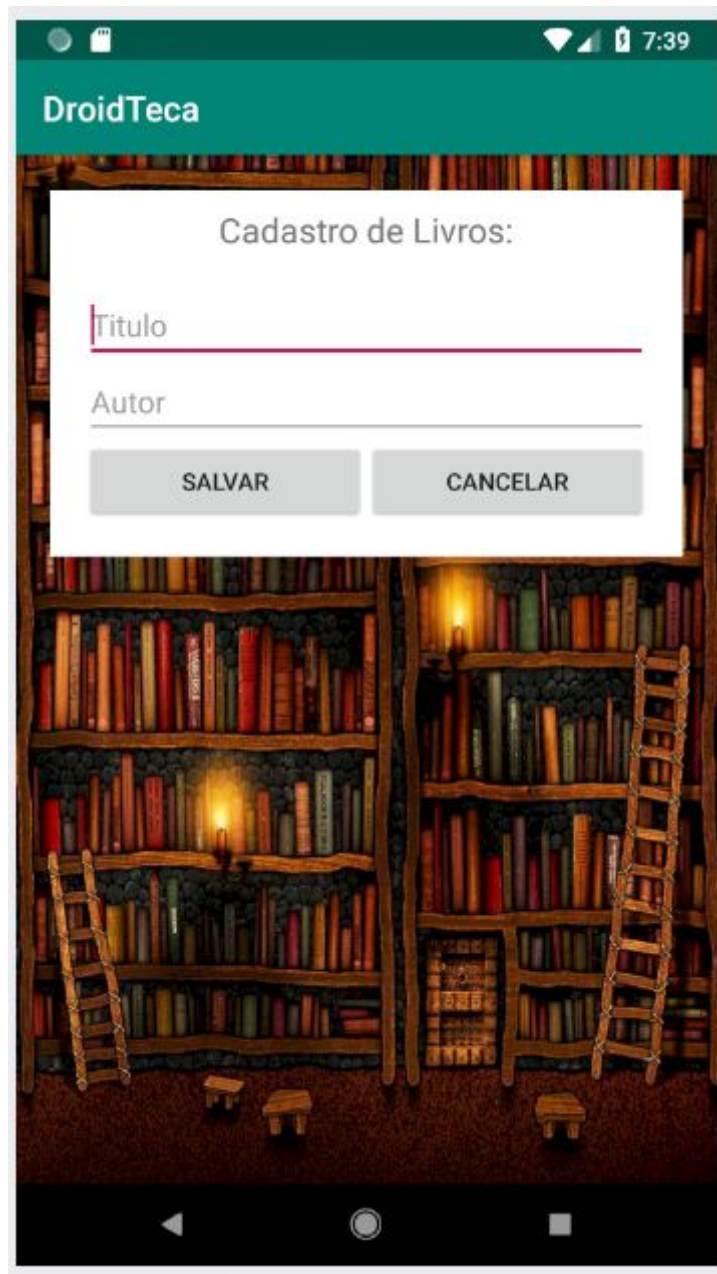 7:39
DroidTeca
Cadastro de Livros:
Titulo
Autor
SALVAR CANCELAR